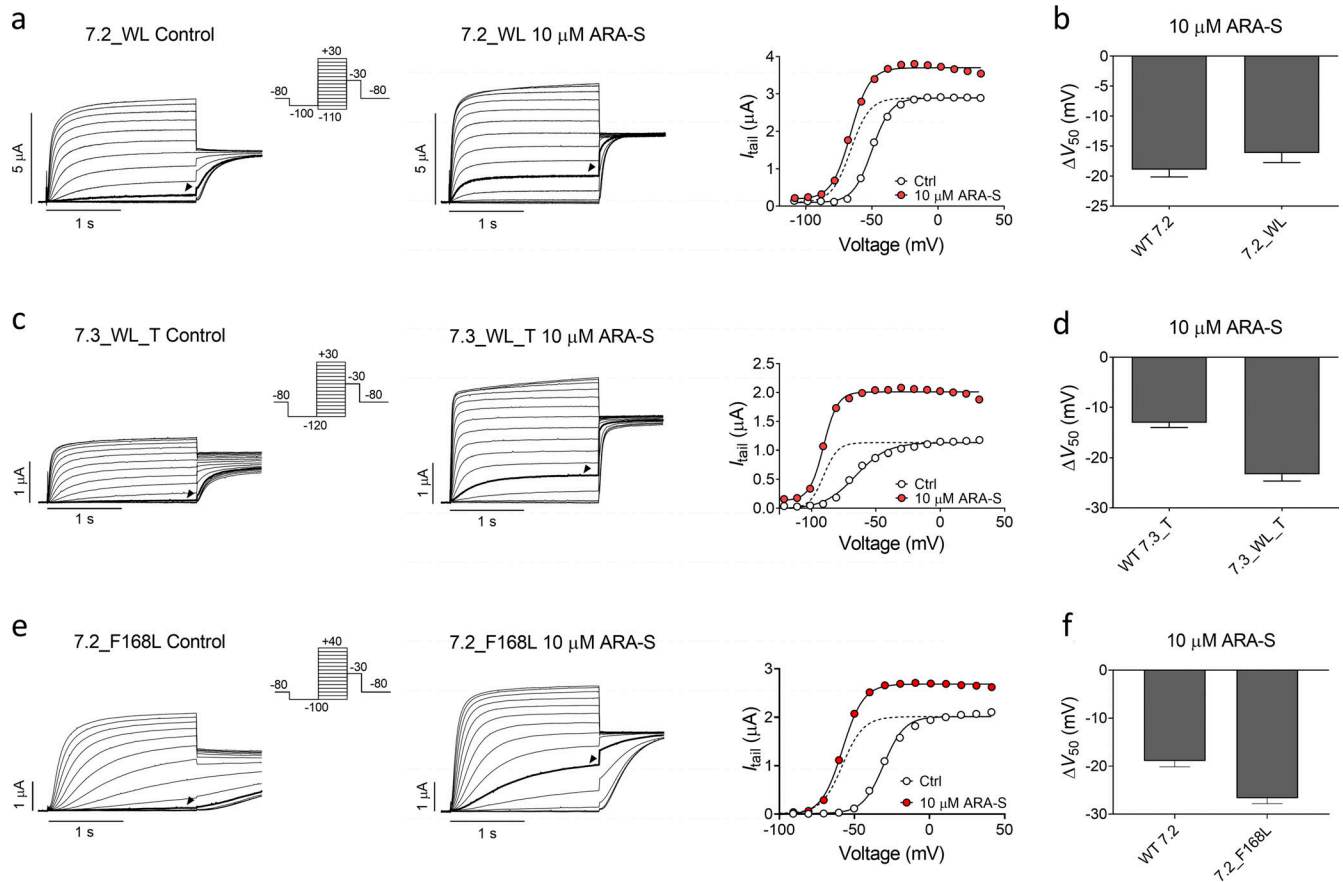 a
7.2_WL Control
+30
-30
-80
-80
-100
-110
5 μA
1 s
7.2_WL 10 μM ARA-S
1 s
4
3
2
1
0
I_tail (μA)
Ctrl
10 μM ARA-S
-100 -50 0 50
Voltage (mV)
b
10 μM ARA-S
0
-5
-10
-15
-20
-25
ΔV50 (mV)
WT 7.2
7.2_WL
c
7.3_WL_T Control
+30
-30
-80
-80
-120
1 μA
1 s
7.3_WL_T 10 μM ARA-S
1 μA
1 s
2.5
2.0
1.5
1.0
0.5
0.0
I_tail (μA)
Ctrl
10 μM ARA-S
-100 -50 0 50
Voltage (mV)
d
10 μM ARA-S
0
-10
-20
-30
ΔV50 (mV)
WT 7.3_T
7.3_WL_T
e
7.2_F168L Control
+40
-30
-80
-80
-100
1 μA
1 s
7.2_F168L 10 μM ARA-S
1 μA
1 s
3
2
1
0
I_tail (μA)
Ctrl
10 μM ARA-S
-100 -50 0 50
Voltage (mV)
f
10 μM ARA-S
0
-10
-20
-30
ΔV50 (mV)
WT 7.2
7.2_F168L